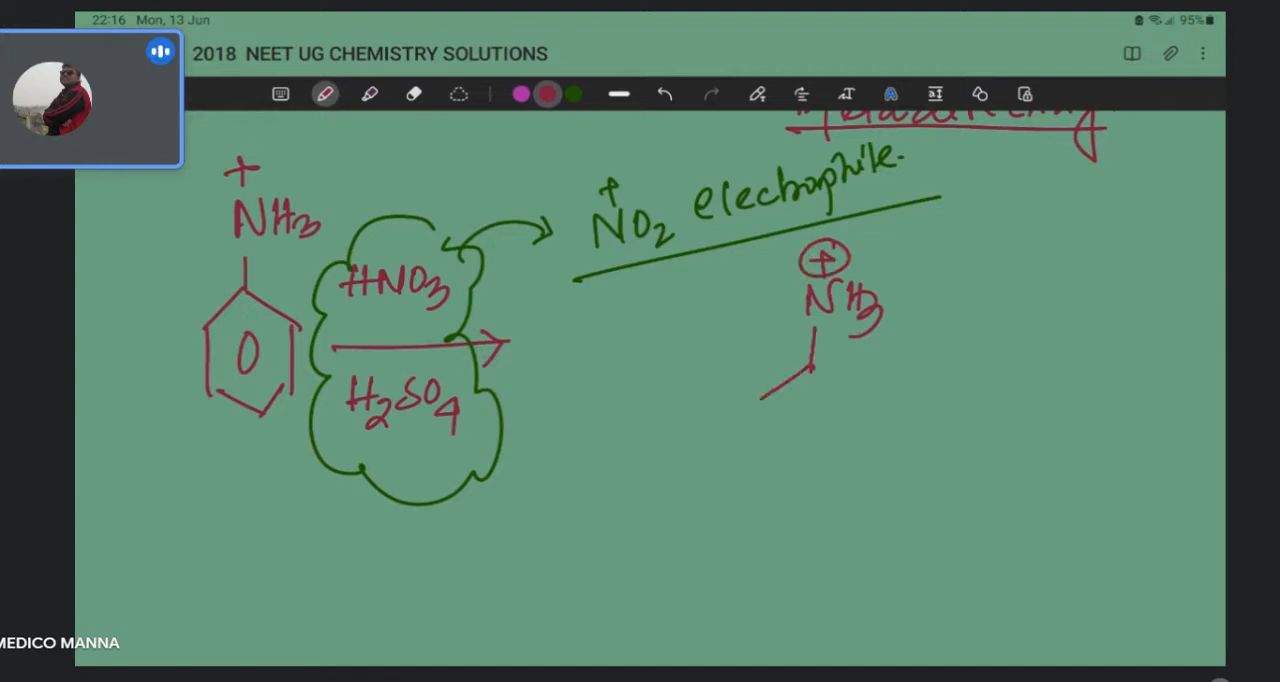 22:16 Mon, 13 Jun
95%
2018 NEET UG CHEMISTRY SOLUTIONS
+
NH3
HNO3
H2SO4
+
NO2 electrophile.
+
NH3
MEDICO MANNA